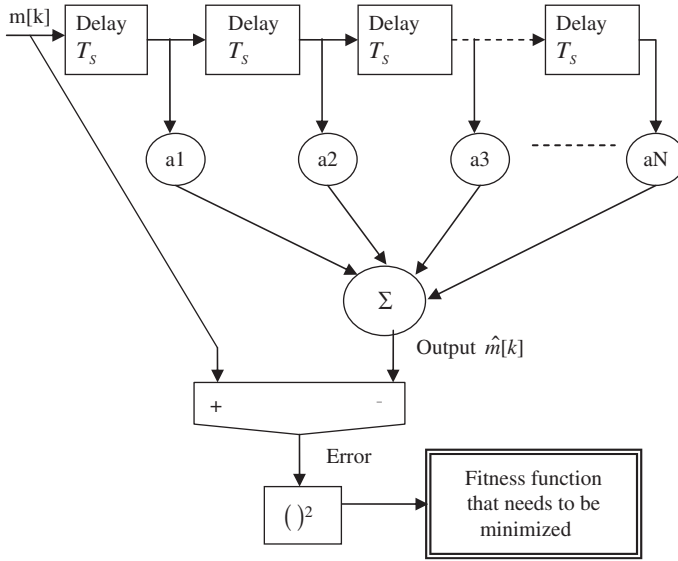 m[k]
Delay
T_S
Delay
T_S
Delay
T_S
Delay
T_S
a1
a2
a3
aN
Σ
Output m̂[k]
+ -
Error
( )²
Fitness function
that needs to be
minimized